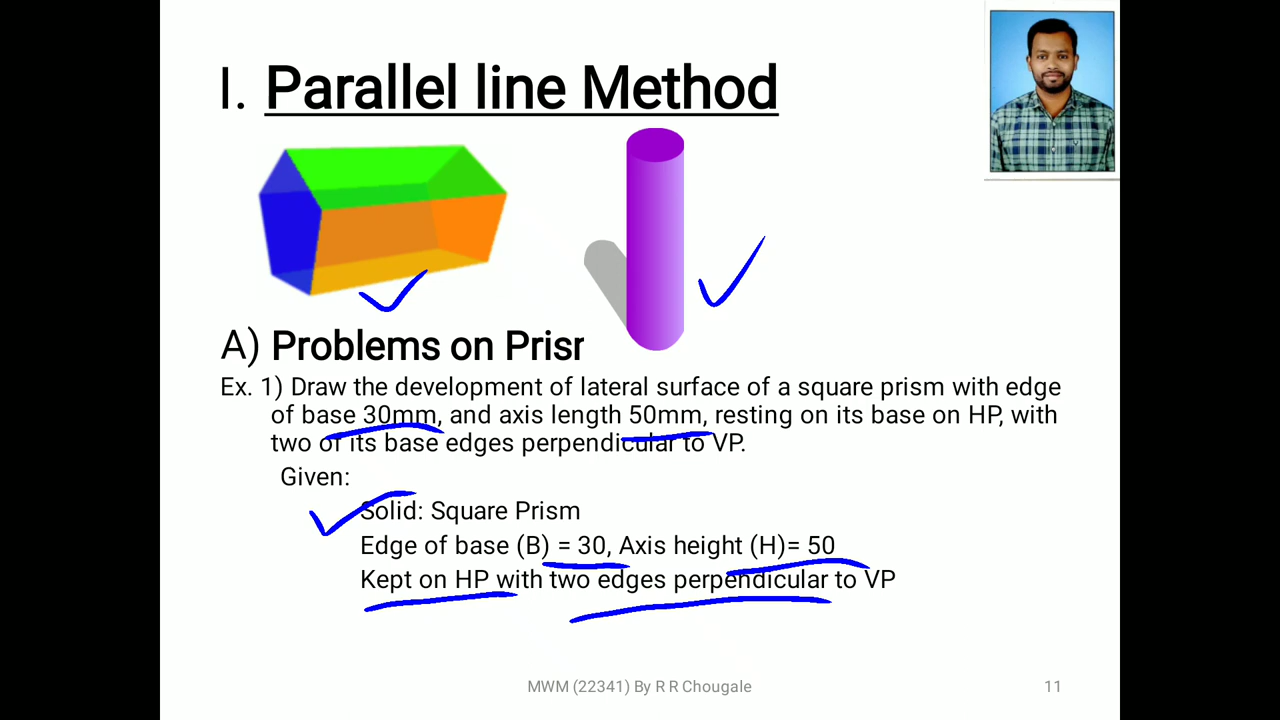 I. Parallel line Method
A) Problems on Prisr
Ex. 1) Draw the development of lateral surface of a square prism with edge
of base 30mm, and axis length 50mm, resting on its base on HP, with
two of its base edges perpendicular to VP.
Given:
Solid: Square Prism
Edge of base (B) = 30, Axis height (H)= 50
Kept on HP with two edges perpendicular to VP
MWM (22341) By R R Chougale
11